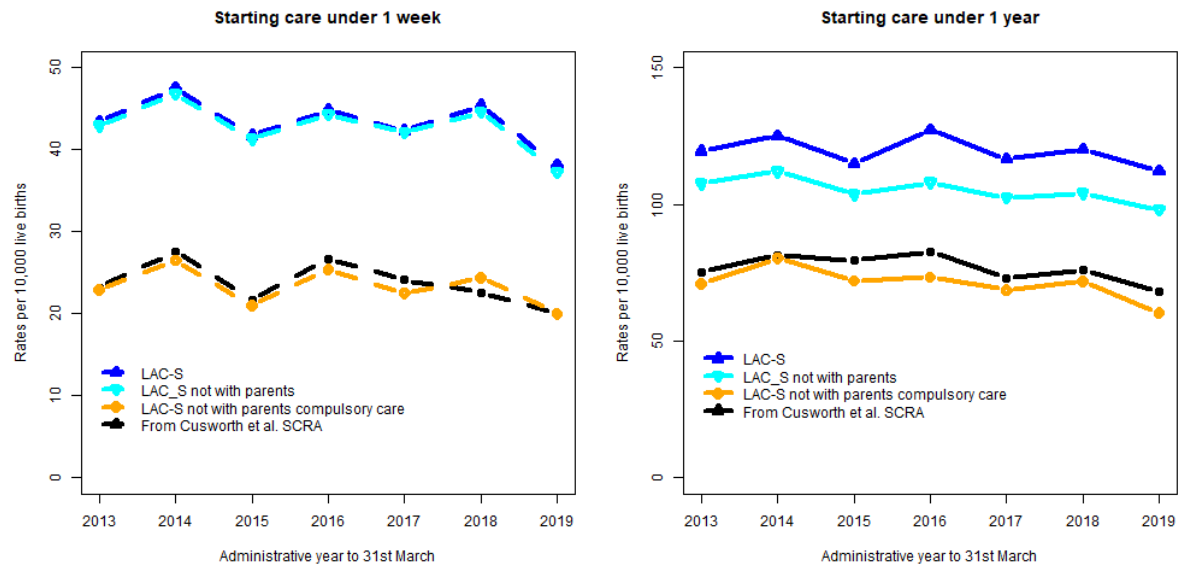 Starting care under 1 week
Rates per 10,000 live births
50
40
30
20
10
0
LAC-S
LAC_S not with parents
LAC-S not with parents compulsory care
From Cusworth et al. SCRA
2013 2014 2015 2016 2017 2018 2019
Administrative year to 31st March
Starting care under 1 year
Rates per 10,000 live births
150
100
50
0
LAC-S
LAC_S not with parents
LAC-S not with parents compulsory care
From Cusworth et al. SCRA
2013 2014 2015 2016 2017 2018 2019
Administrative year to 31st March